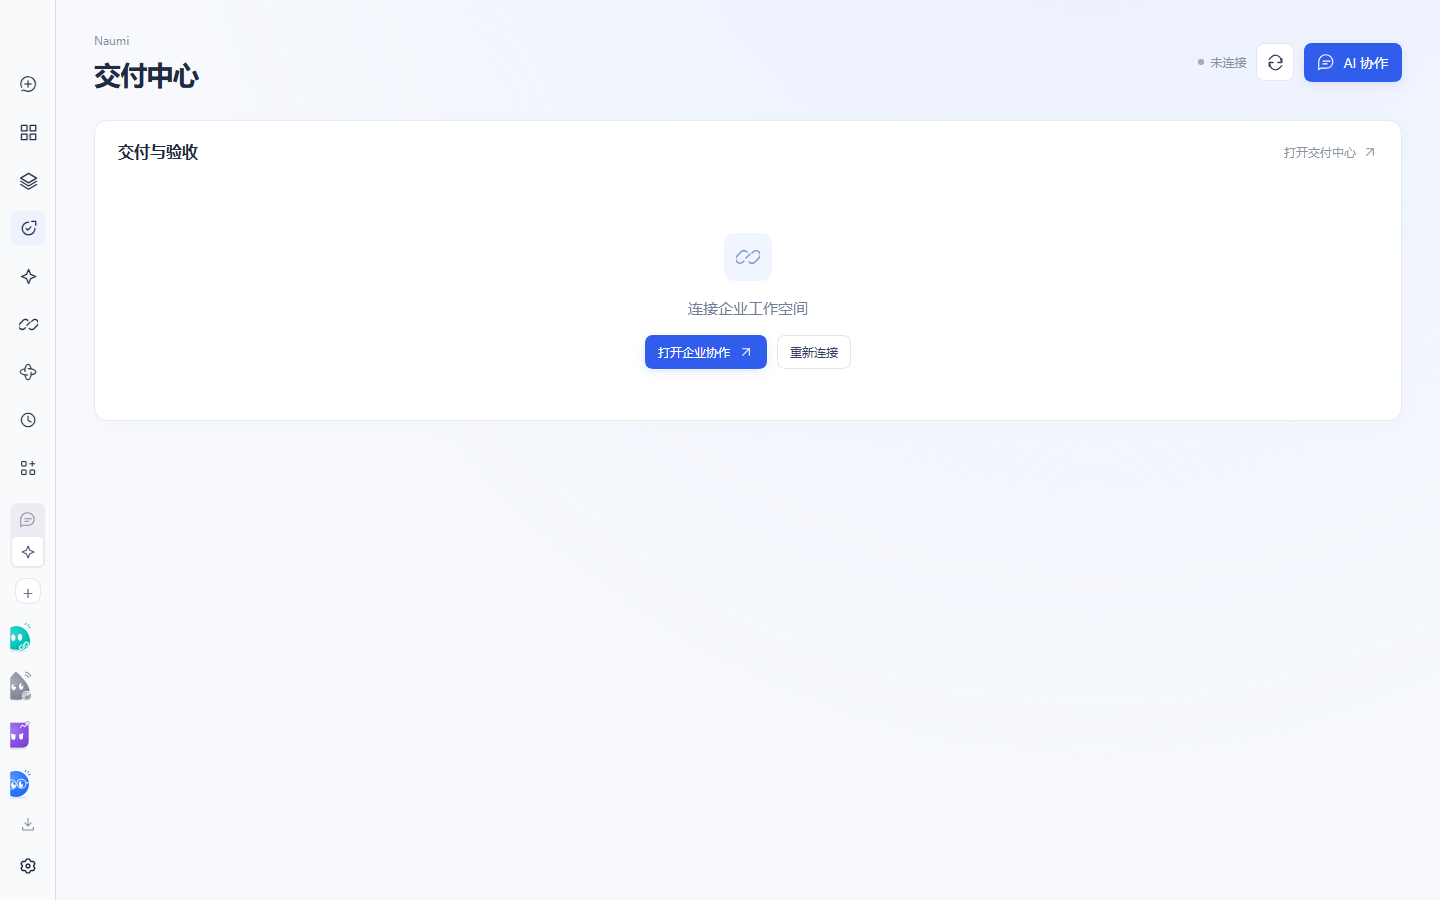 Naumi
交付中心
未连接
AI 协作
交付与验收
打开交付中心
连接企业工作空间
打开企业协作
重新连接